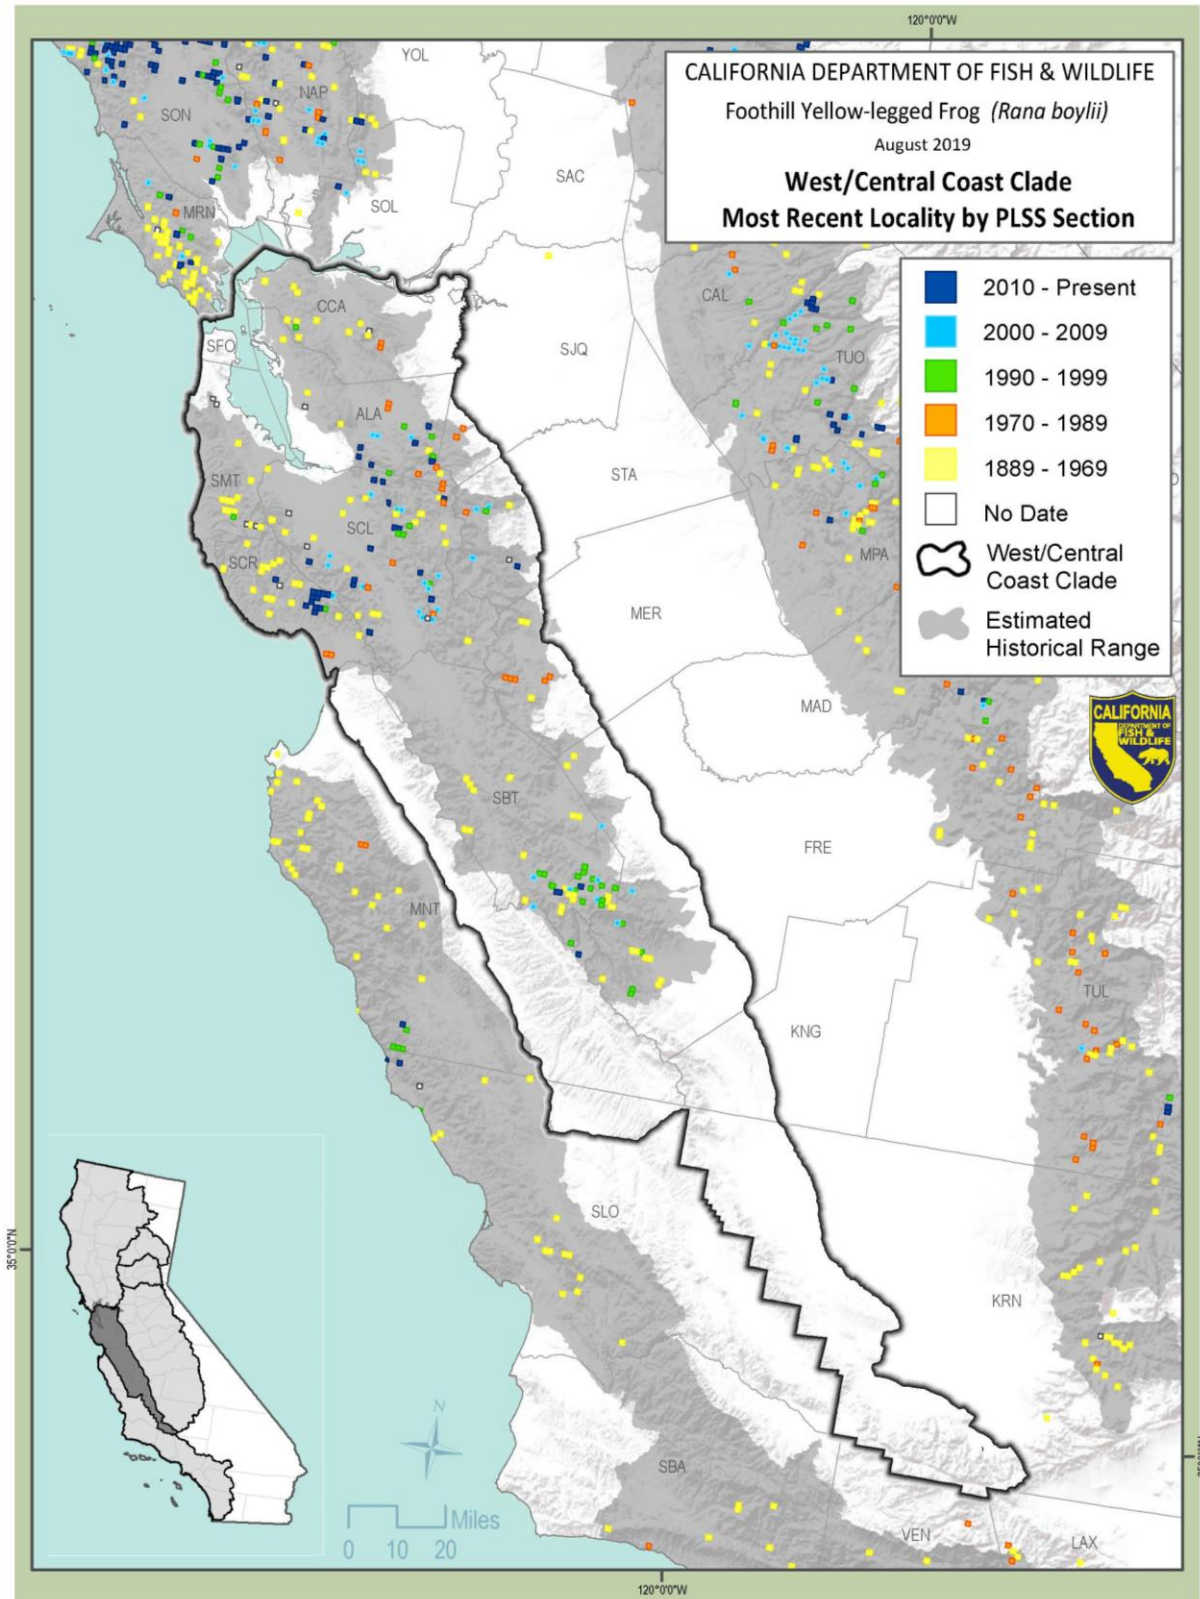 120°0'0"W
CALIFORNIA DEPARTMENT OF FISH & WILDLIFE
Foothill Yellow-legged Frog (Rana boylii)
August 2019
West/Central Coast Clade
Most Recent Locality by PLSS Section
2010 - Present
2000 - 2009
1990 - 1999
1970 - 1989
1889 - 1969
No Date
West/Central
Coast Clade
Estimated
Historical Range
CALIFORNIA
DEPARTMENT OF
FISH &
WILDLIFE
YOL
NAP
SON
SAC
SOL
MRN
CAL
CCA
SFO
SJQ
TUO
ALA
STA
SMT
SCL
MPA
SCR
MER
MAD
SBT
FRE
MNT
TUL
KNG
SLO
35°0'0"N
KRN
N
SBA
Miles
0 10 20
VEN
LAX
120°0'0"W